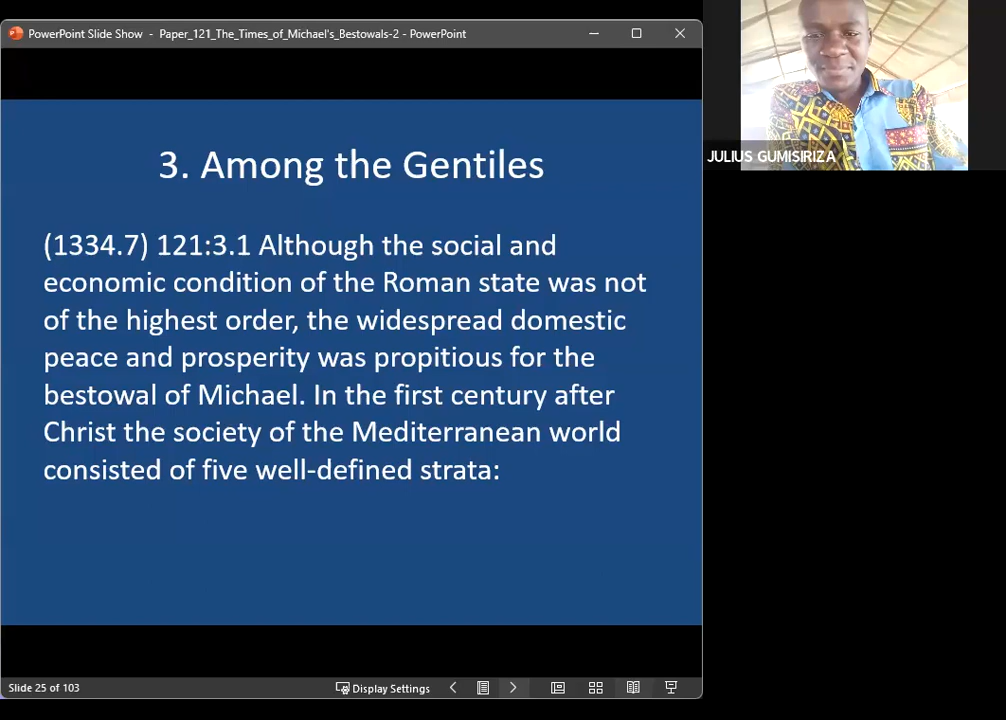 PowerPoint Slide Show - Paper_121_The_Times_of_Michael's_Bestowals-2 - PowerPoint
JULIUS GUMISIRIZA
3. Among the Gentiles
(1334.7) 121:3.1 Although the social and
economic condition of the Roman state was not
of the highest order, the widespread domestic
peace and prosperity was propitious for the
bestowal of Michael. In the first century after
Christ the society of the Mediterranean world
consisted of five well-defined strata:
Slide 25 of 103
Display Settings